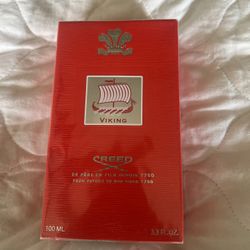 VIKING
CREED
DE PÈRE EN FILS DEPUIS 1760
FROM FATHER TO SON SINCE 1760
100 ML
3.3 FL.OZ.